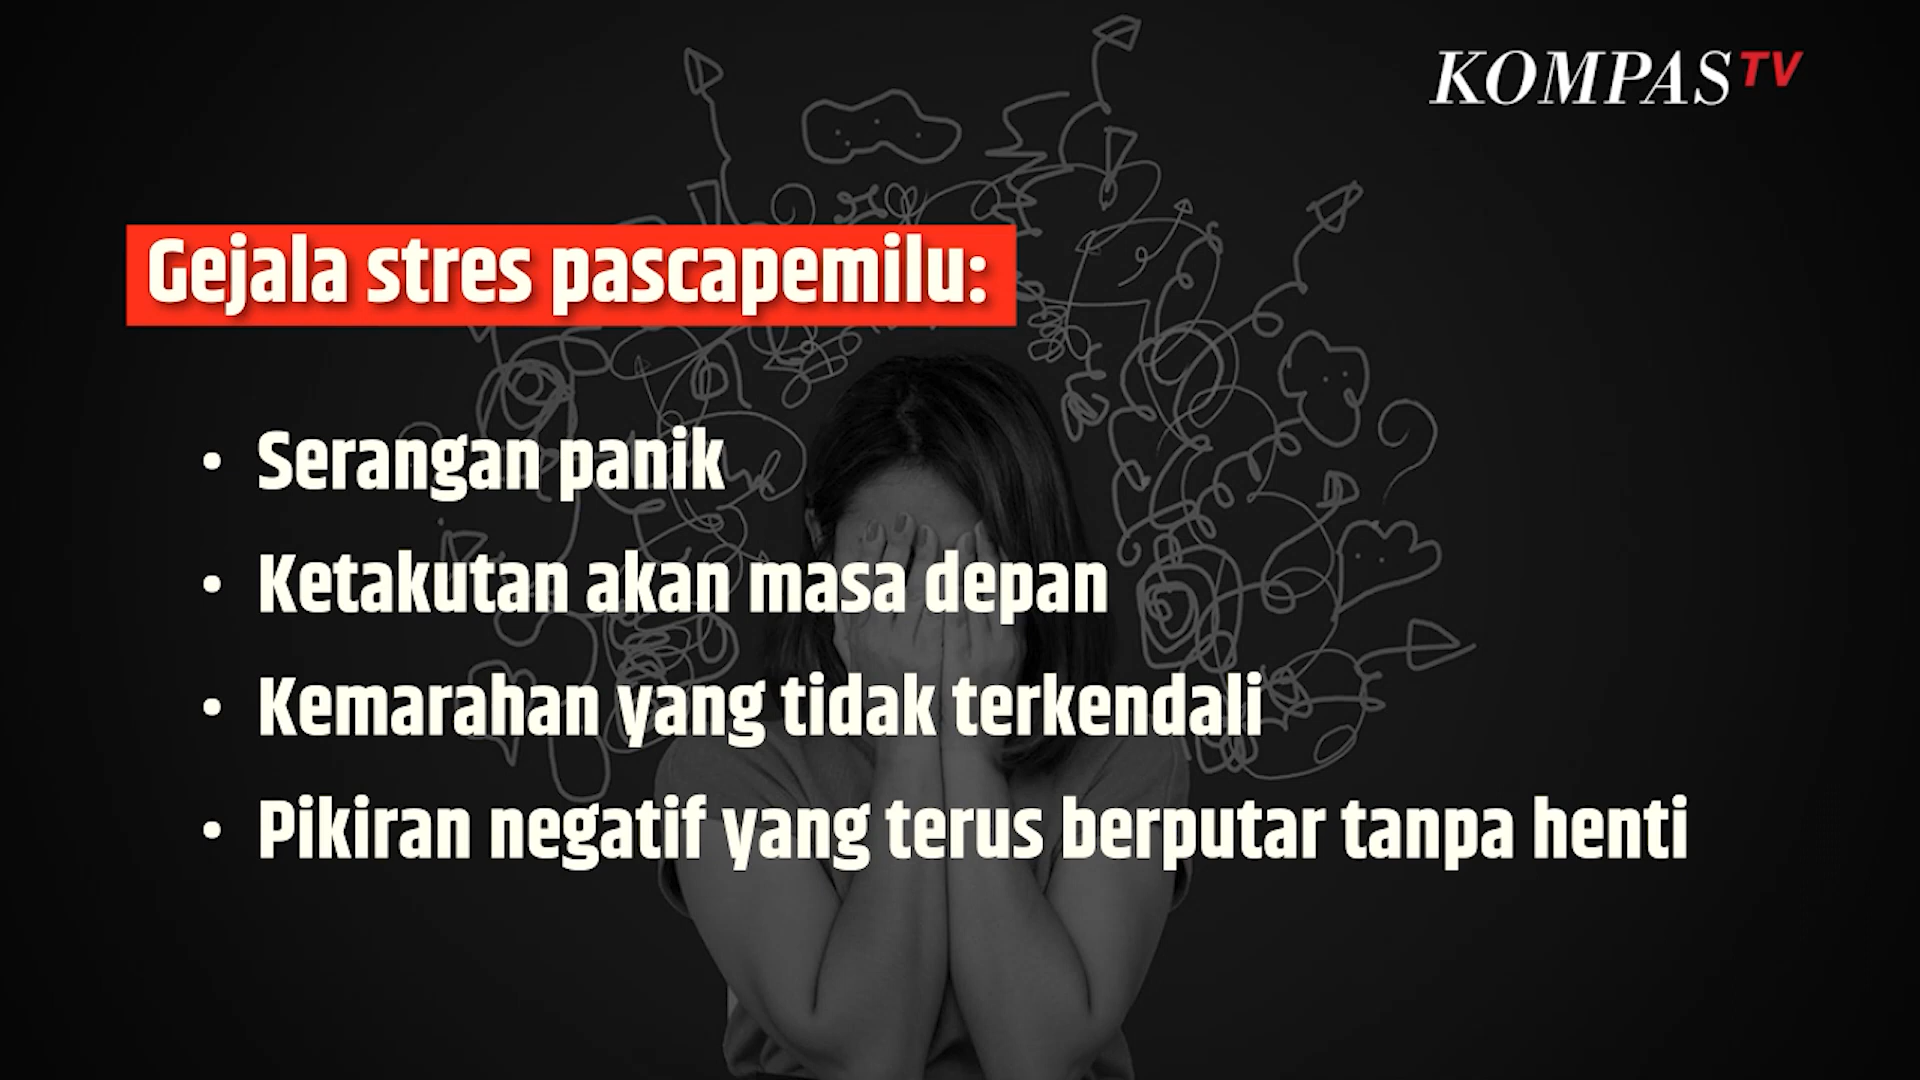 KOMPAS TV
Gejala stres pascapemilu:
• Serangan panik
• Ketakutan akan masa depan
• Kemarahan yang tidak terkendali
• Pikiran negatif yang terus berputar tanpa henti